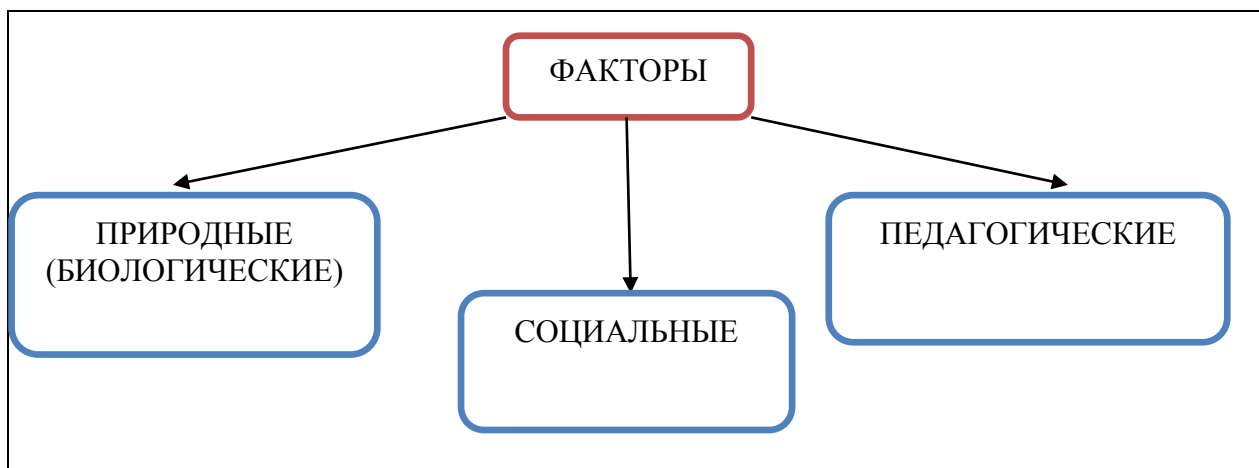 ФАКТОРЫ
ПРИРОДНЫЕ
(БИОЛОГИЧЕСКИЕ)
СОЦИАЛЬНЫЕ
ПЕДАГОГИЧЕСКИЕ